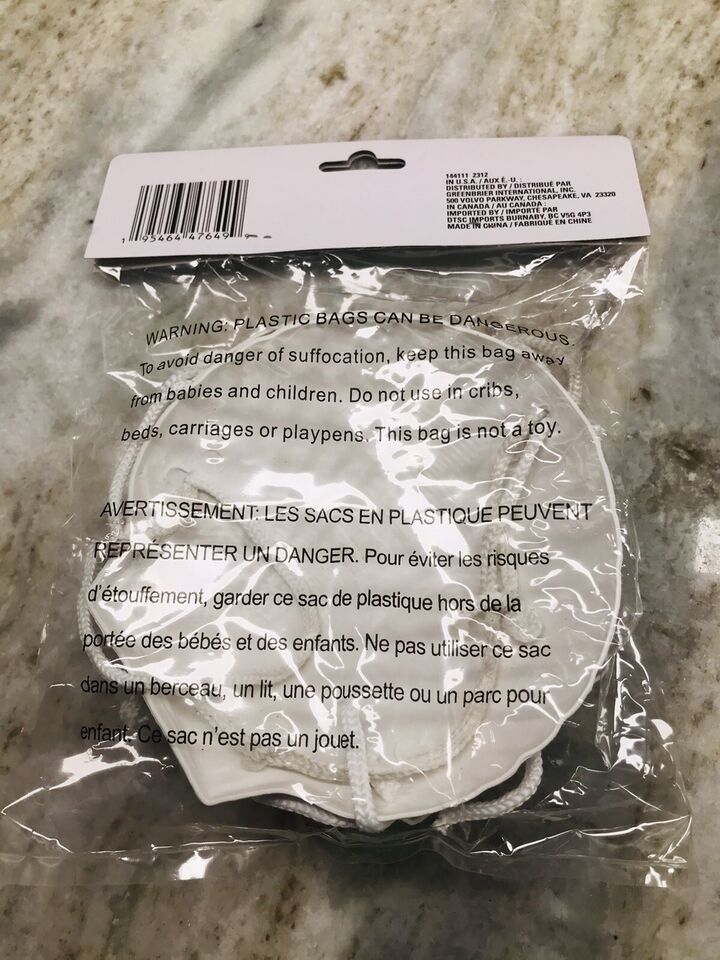 144111 2312
IN U.S.A. / AUX É.-U. :
DISTRIBUTED BY / DISTRIBUÉ PAR
GREENBRIER INTERNATIONAL, INC.
500 VOLVO PARKWAY, CHESAPEAKE, VA 23320
IN CANADA / AU CANADA :
IMPORTED BY / IMPORTÉ PAR
DTSC IMPORTS BURNABY, BC V5G 4P3
MADE IN CHINA / FABRIQUÉ EN CHINE
1 95464 47649 9
WARNING: PLASTIC BAGS CAN BE DANGEROUS.
To avoid danger of suffocation, keep this bag away
from babies and children. Do not use in cribs,
beds, carriages or playpens. This bag is not a toy.
AVERTISSEMENT: LES SACS EN PLASTIQUE PEUVENT
REPRÉSENTER UN DANGER. Pour éviter les risques
d'étouffement, garder ce sac de plastique hors de la
portée des bébés et des enfants. Ne pas utiliser ce sac
dans un berceau, un lit, une poussette ou un parc pour
enfant. Ce sac n'est pas un jouet.